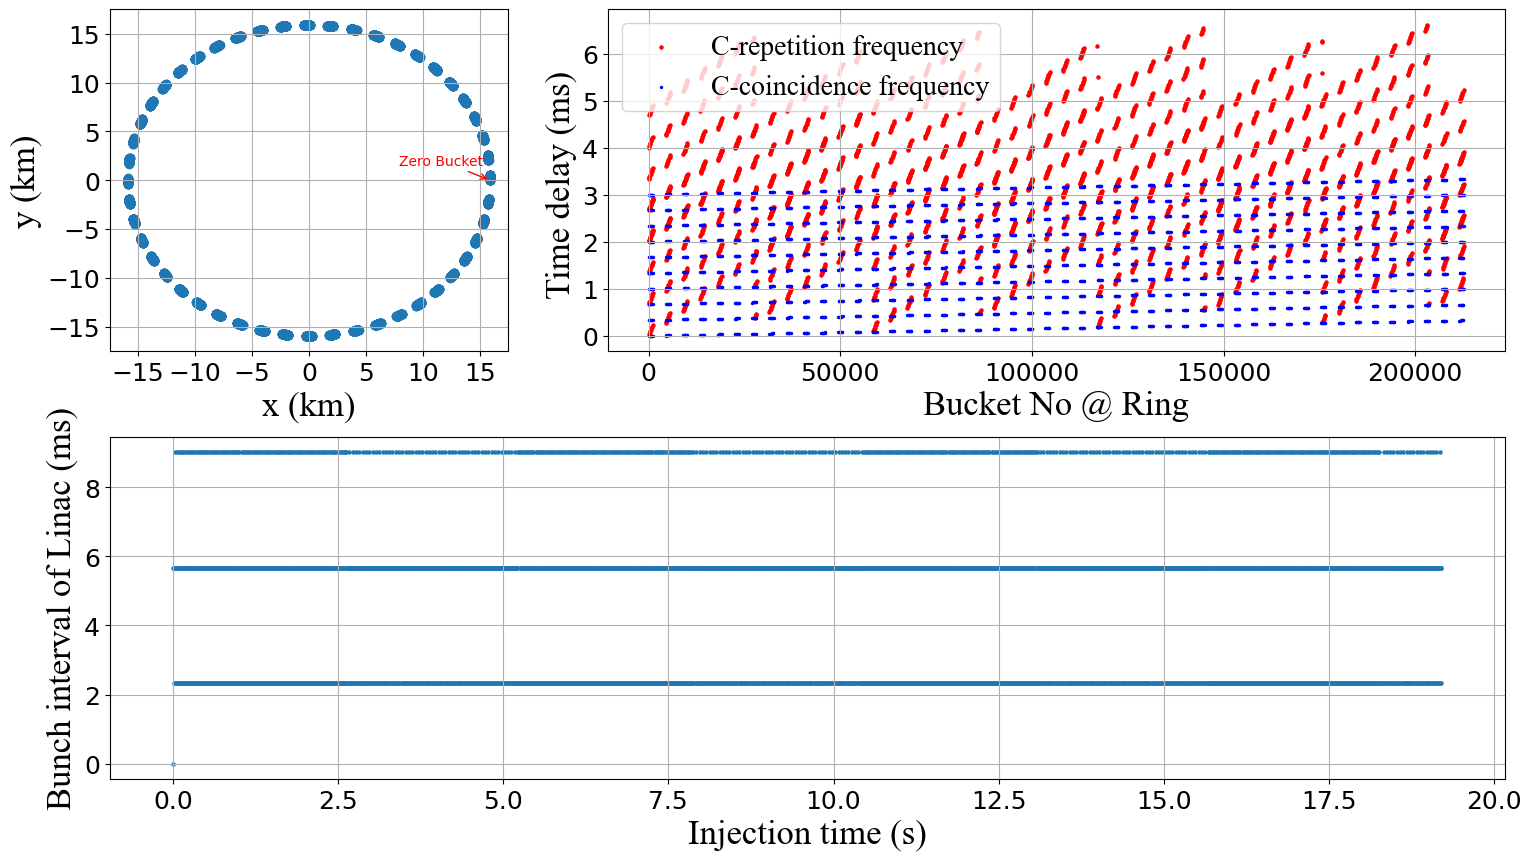 y (km)
15
10
5
0
−5
−10
−15
Zero Bucket
−15 −10 −5 0 5 10 15
x (km)
Time delay (ms)
6
5
4
3
2
1
0
C-repetition frequency
C-coincidence frequency
0 50000 100000 150000 200000
Bucket No @ Ring
Bunch interval of Linac (ms)
8
6
4
2
0
0.0 2.5 5.0 7.5 10.0 12.5 15.0 17.5 20.0
Injection time (s)